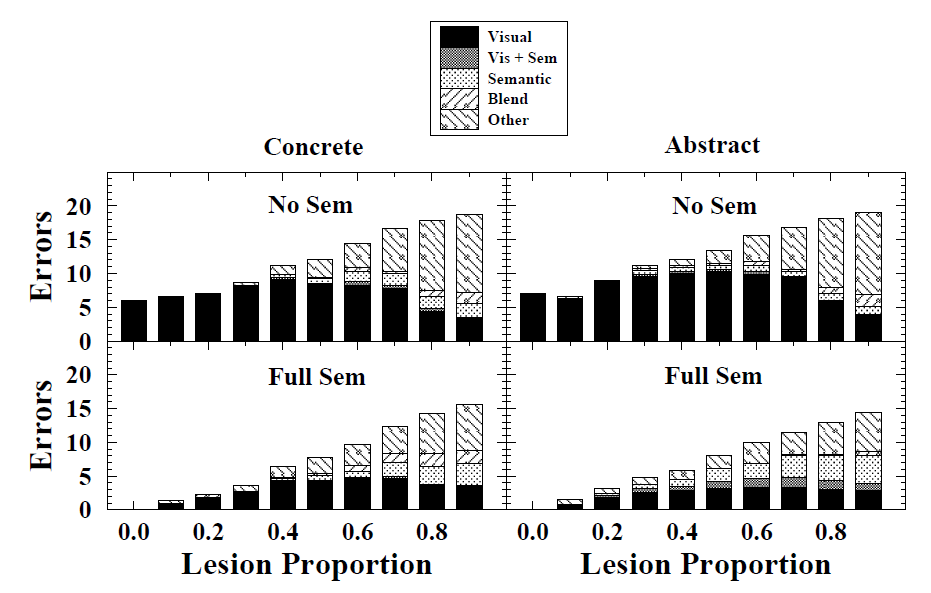 Visual
Vis + Sem
Semantic
Blend
Other
Concrete
Abstract
Errors
20
15
10
5
0
No Sem
No Sem
Errors
20
15
10
5
0
Full Sem
Full Sem
0.0 0.2 0.4 0.6 0.8
0.0 0.2 0.4 0.6 0.8
Lesion Proportion
Lesion Proportion